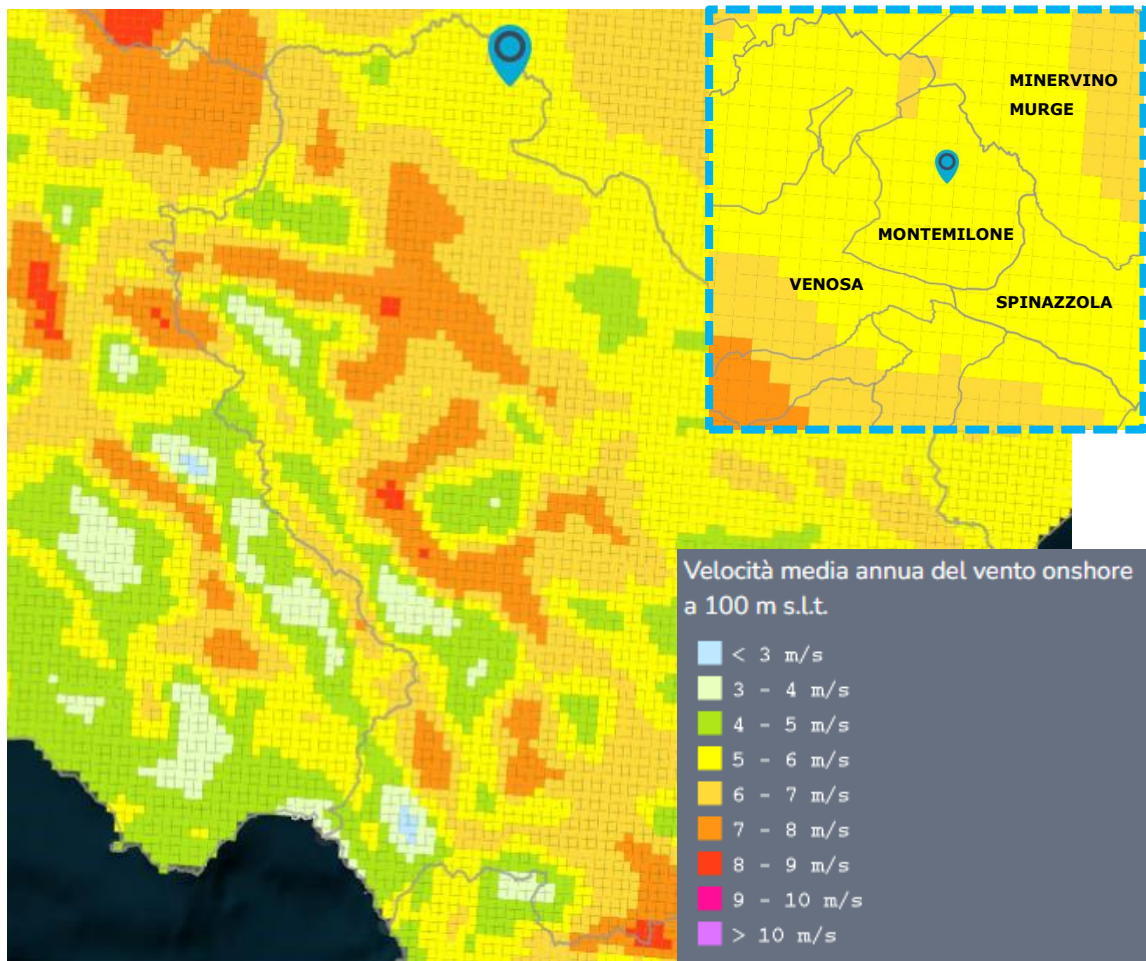 MINERVINO
MURGE
MONTEMILONE
VENOSA
SPINAZZOLA
Velocità media annua del vento onshore
a 100 m s.l.t.
< 3 m/s
3 - 4 m/s
4 - 5 m/s
5 - 6 m/s
6 - 7 m/s
7 - 8 m/s
8 - 9 m/s
9 - 10 m/s
> 10 m/s